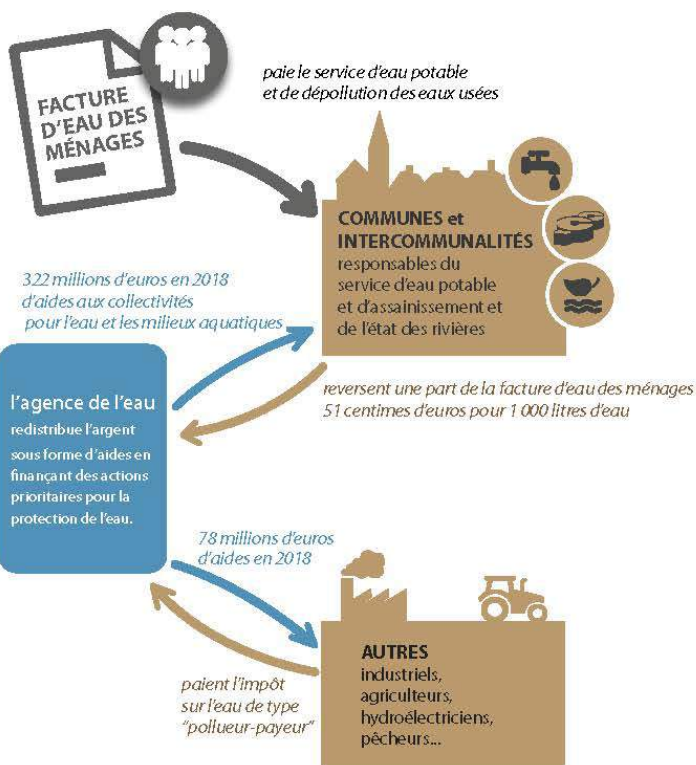 FACTURE
D'EAU DES
MÉNAGES
paie le service d'eau potable
et de dépollution des eaux usées
COMMUNES et
INTERCOMMUNALITÉS
responsables du
service d'eau potable
et d'assainissement et
de l'état des rivières
322 millions d'euros en 2018
d'aides aux collectivités
pour l'eau et les milieux aquatiques
reversent une part de la facture d'eau des ménages
51 centimes d'euros pour 1 000 litres d'eau
l'agence de l'eau
redistribue l'argent
sous forme d'aides en
finançant des actions
prioritaires pour la
protection de l'eau.
78 millions d'euros
d'aides en 2018
paient l'impôt
sur l'eau de type
"pollueur-payeur"
AUTRES
industriels,
agriculteurs,
hydroélectriciens,
pêcheurs...